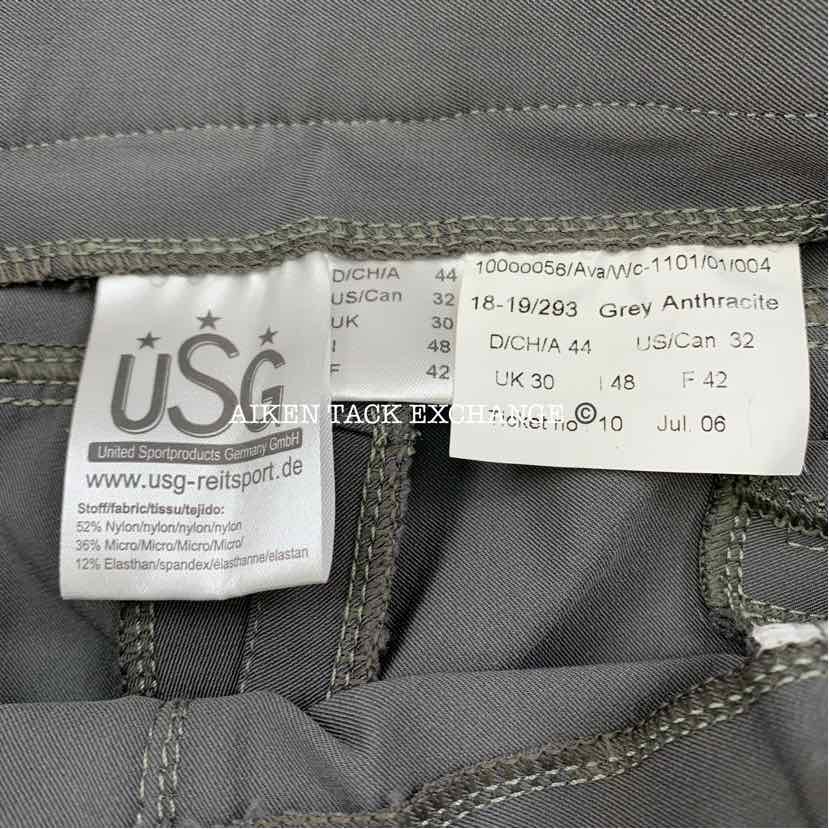 USG
United Sportproducts Germany GmbH
www.usg-reitsport.de
Stoff/fabric/tissu/tejido:
52% Nylon/nylon/nylon/nylon
36% Micro/Micro/Micro/Micro/
12% Elasthan/spandex/élasthanne/elastan
D/CH/A 44
US/Can 32
UK 30
I 48
F 42
10000056/Ava/Wc-1101/01/004
18-19/293 Grey Anthracite
D/CH/A 44 US/Can 32
UK 30 I 48 F 42
Ticket no : 10 Jul. 06
AIKEN TACK EXCHANGE ©